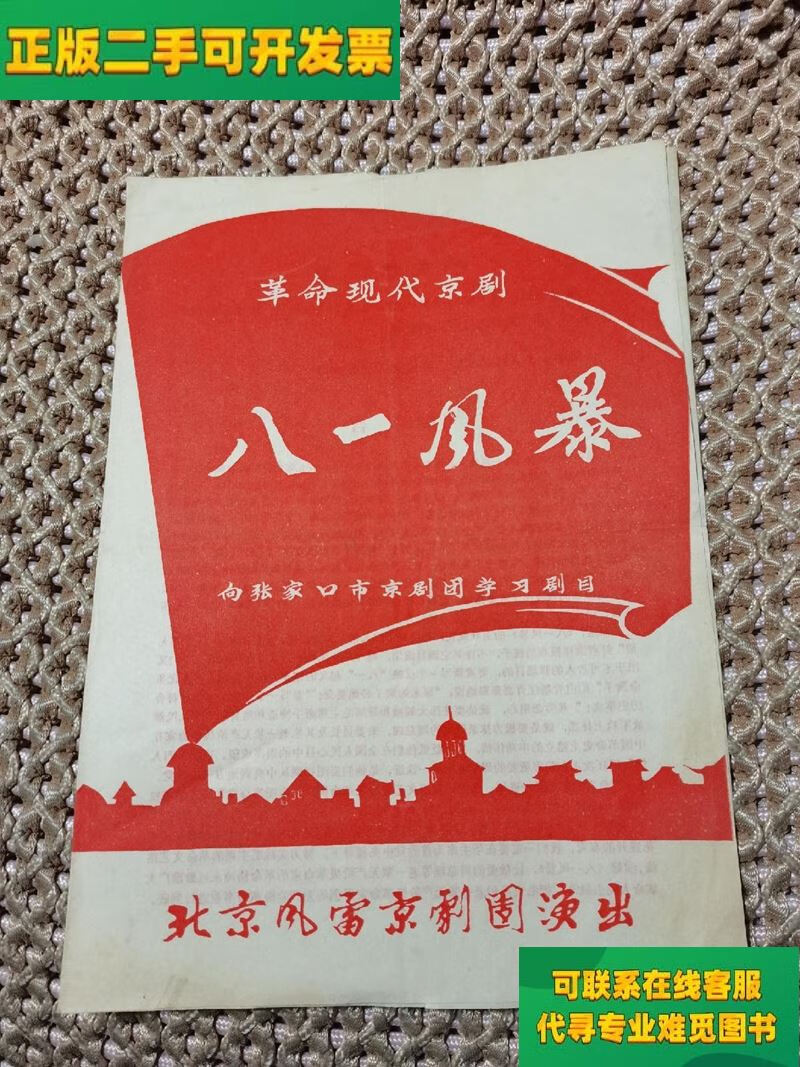 正版二手可开发票
革命现代京剧
八一风暴
向张家口市京剧团学习剧目
北京风雷京劇團演出
可联系在线客服
代寻专业难觅图书